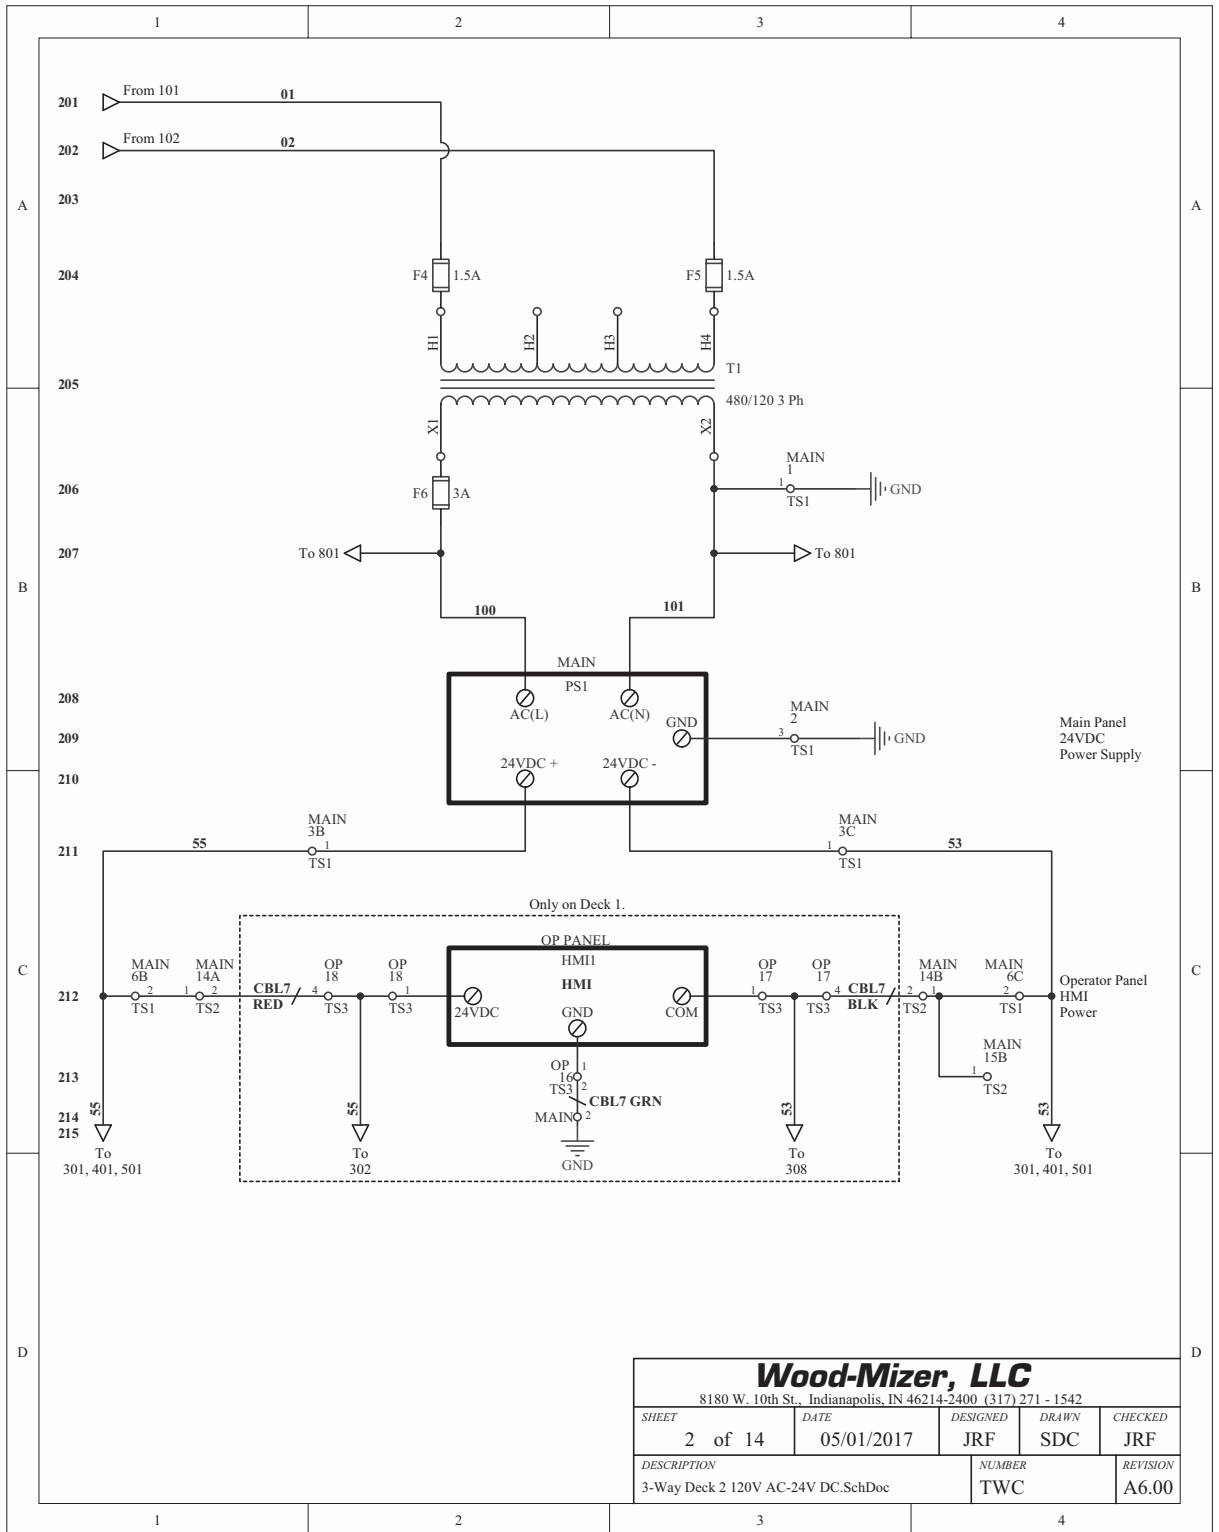 1 2 3 4
201 From 101 01
202 From 102 02
203
A A
204 F4 1.5A F5 1.5A
H1 H2 H3 H4
T1
205
480/120 3 Ph
X1 X2
MAIN
1
206 F6 3A 1 GND
TS1
207 To 801 To 801
B B
100 101
MAIN
PS1
208
AC(L) AC(N)
MAIN
2
GND
209 3 GND
TS1
Main Panel
24VDC
Power Supply
24VDC + 24VDC -
210
MAIN MAIN
3B 3C
211 55 1 1 53
TS1 TS1
Only on Deck 1.
OP PANEL
HMI1
HMI
C C
MAIN MAIN OP OP OP OP MAIN MAIN
6B 14A 18 18 17 17 14B 6C
212 2 1 2 CBL7 4 1 1 4 CBL7 2 1 2
TS1 TS2 RED TS3 TS3 24VDC GND COM TS3 TS3 BLK TS2 TS1
Operator Panel
HMI
Power
MAIN
15B
213 OP 1 1
16
TS3 2 TS2
CBL7 GRN
214 55 55 MAIN 2 53 53
215
To To GND To To
301, 401, 501 302 308 301, 401, 501
D D
Wood-Mizer, LLC
8180 W. 10th St., Indianapolis, IN 46214-2400 (317) 271 - 1542
SHEET DATE DESIGNED DRAWN CHECKED
2 of 14 05/01/2017 JRF SDC JRF
DESCRIPTION NUMBER REVISION
3-Way Deck 2 120V AC-24V DC.SchDoc TWC A6.00
1 2 3 4